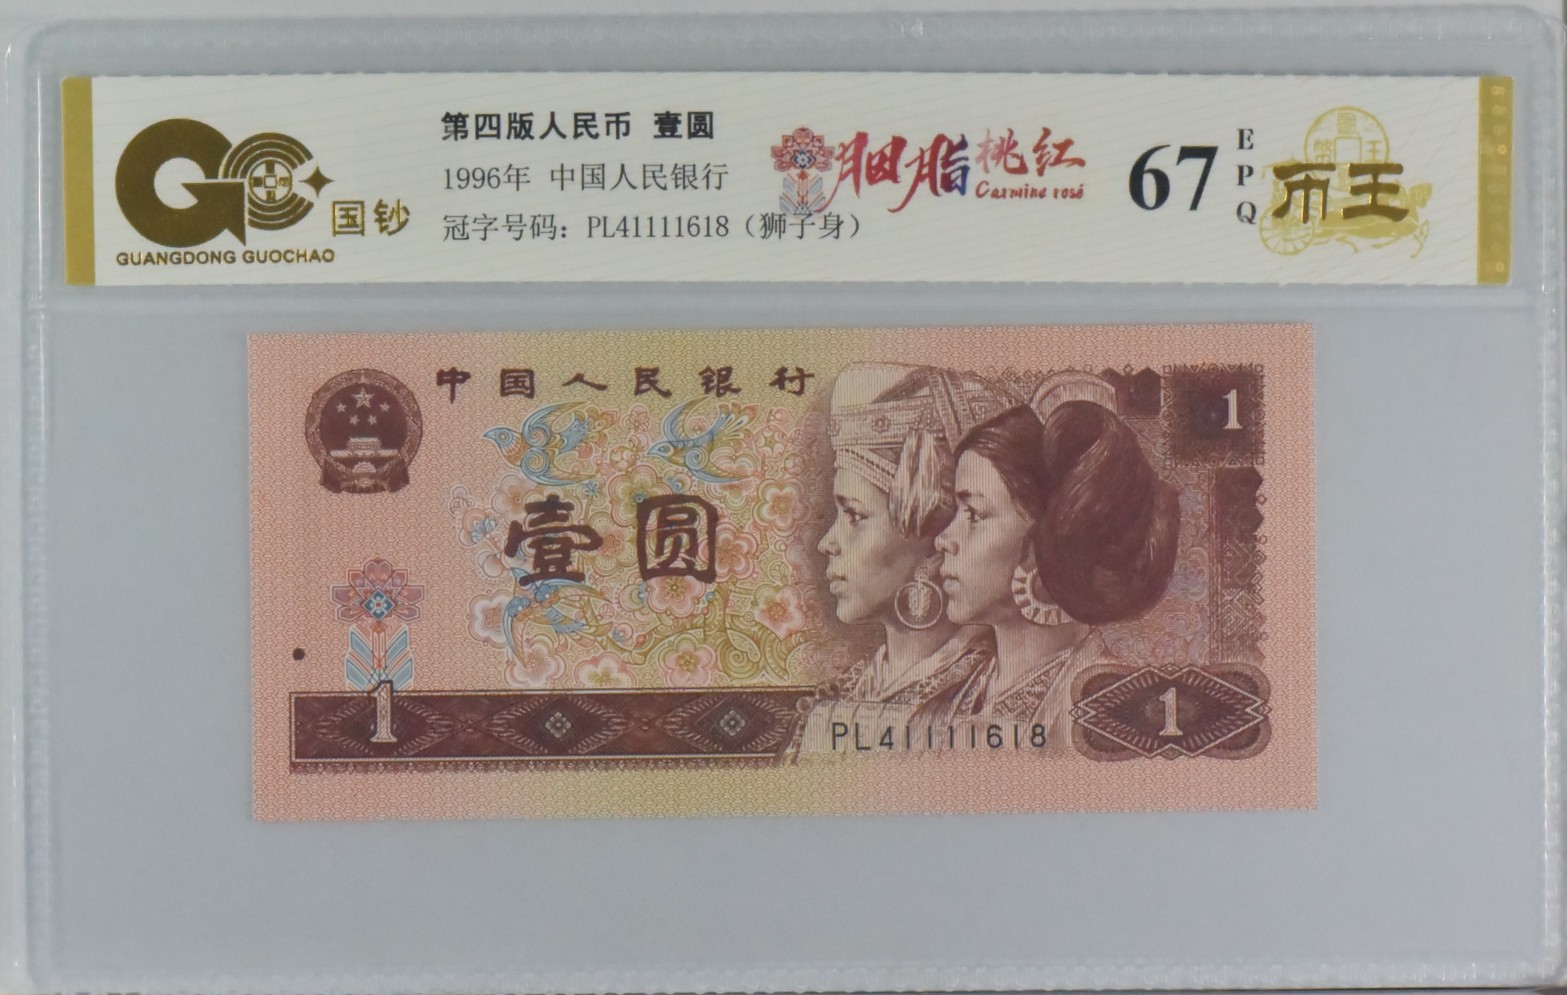 国钞
GUANGDONG GUOCHAO
第四版人民币 壹圆
1996年 中国人民银行
冠字号码：PL41111618（狮子身）
胭脂桃红
Carmine rosé
67
EPQ
币王
中国人民银行
1
壹圆
1
PL41111618
1